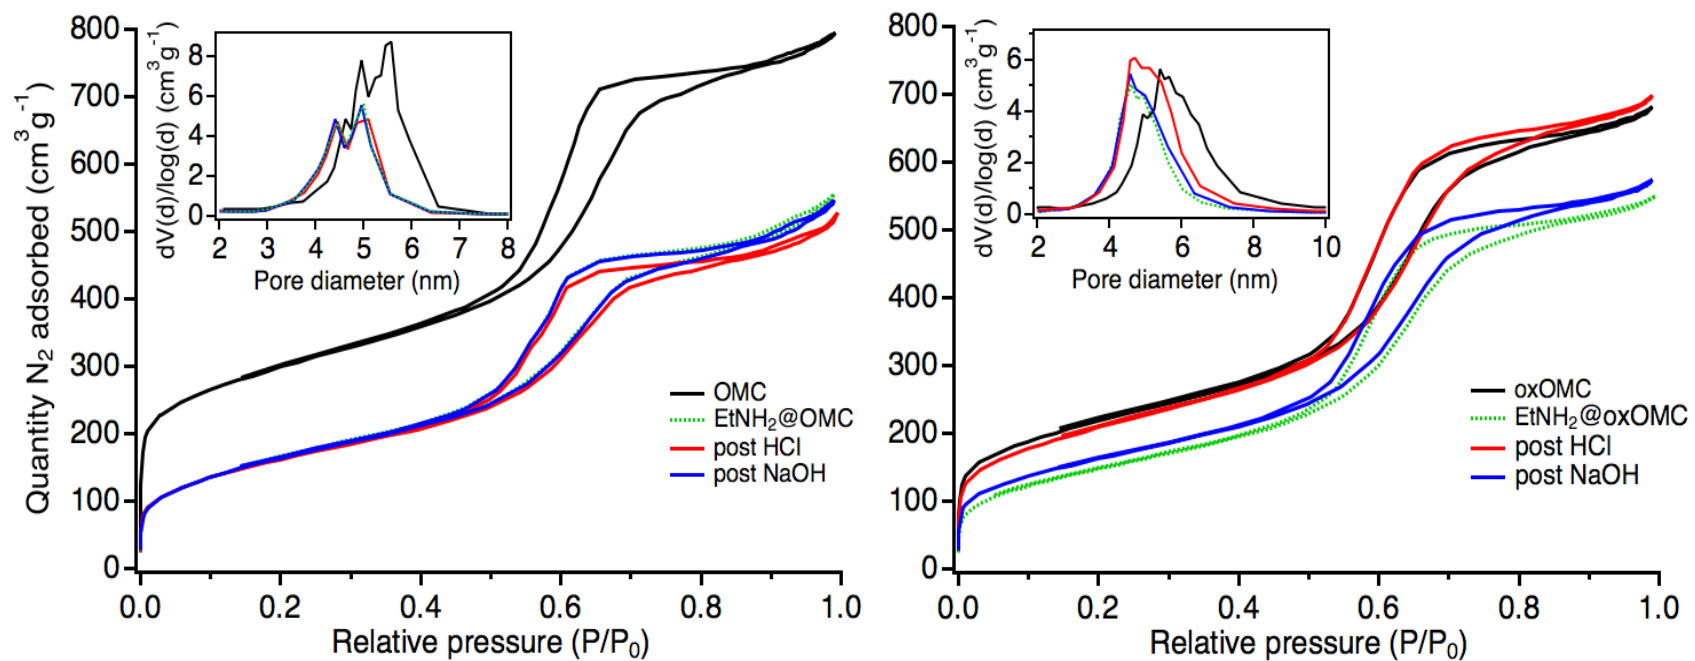 Quantity N₂ adsorbed (cm³g⁻¹)
800
700
600
500
400
300
200
100
0
0.0 0.2 0.4 0.6 0.8 1.0
Relative pressure (P/P₀)
dV(d)/log(d) (cm³g⁻¹)
8
6
4
2
0
2 3 4 5 6 7 8
Pore diameter (nm)
OMC
EtNH₂@OMC
post HCl
post NaOH
800
700
600
500
400
300
200
100
0
0.0 0.2 0.4 0.6 0.8 1.0
Relative pressure (P/P₀)
dV(d)/log(d) (cm³g⁻¹)
6
4
2
0
2 4 6 8 10
Pore diameter (nm)
oxOMC
EtNH₂@oxOMC
post HCl
post NaOH